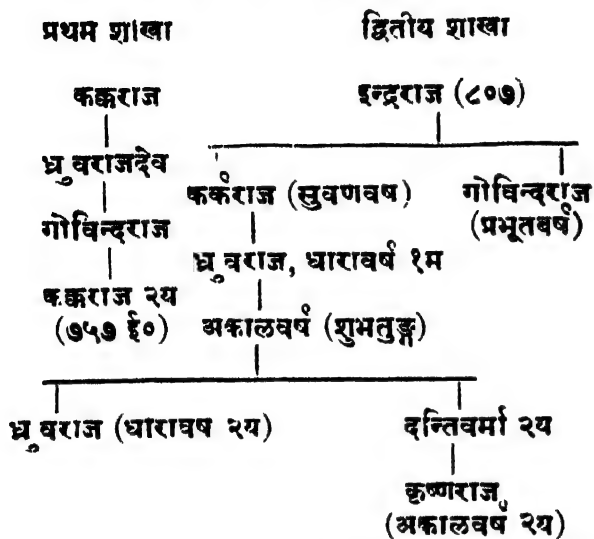 प्रथम शाखा
द्वितीय शाखा
कक्कराज
इन्द्रराज (८०७)
ध्रुवराजदेव
कर्कराज (सुवणवष)
गोविन्दराज
(प्रभूतबर्ष)
गोविन्दराज
ध्रुवराज, धारावर्ष १म
कक्कराज २य
(७५७ ई०)
अकालवर्ष (शुभतुङ्ग)
ध्रुवराज (धारावष २य)
दन्तिवर्मा २य
कृष्णराज
(अकालवर्ष २य)